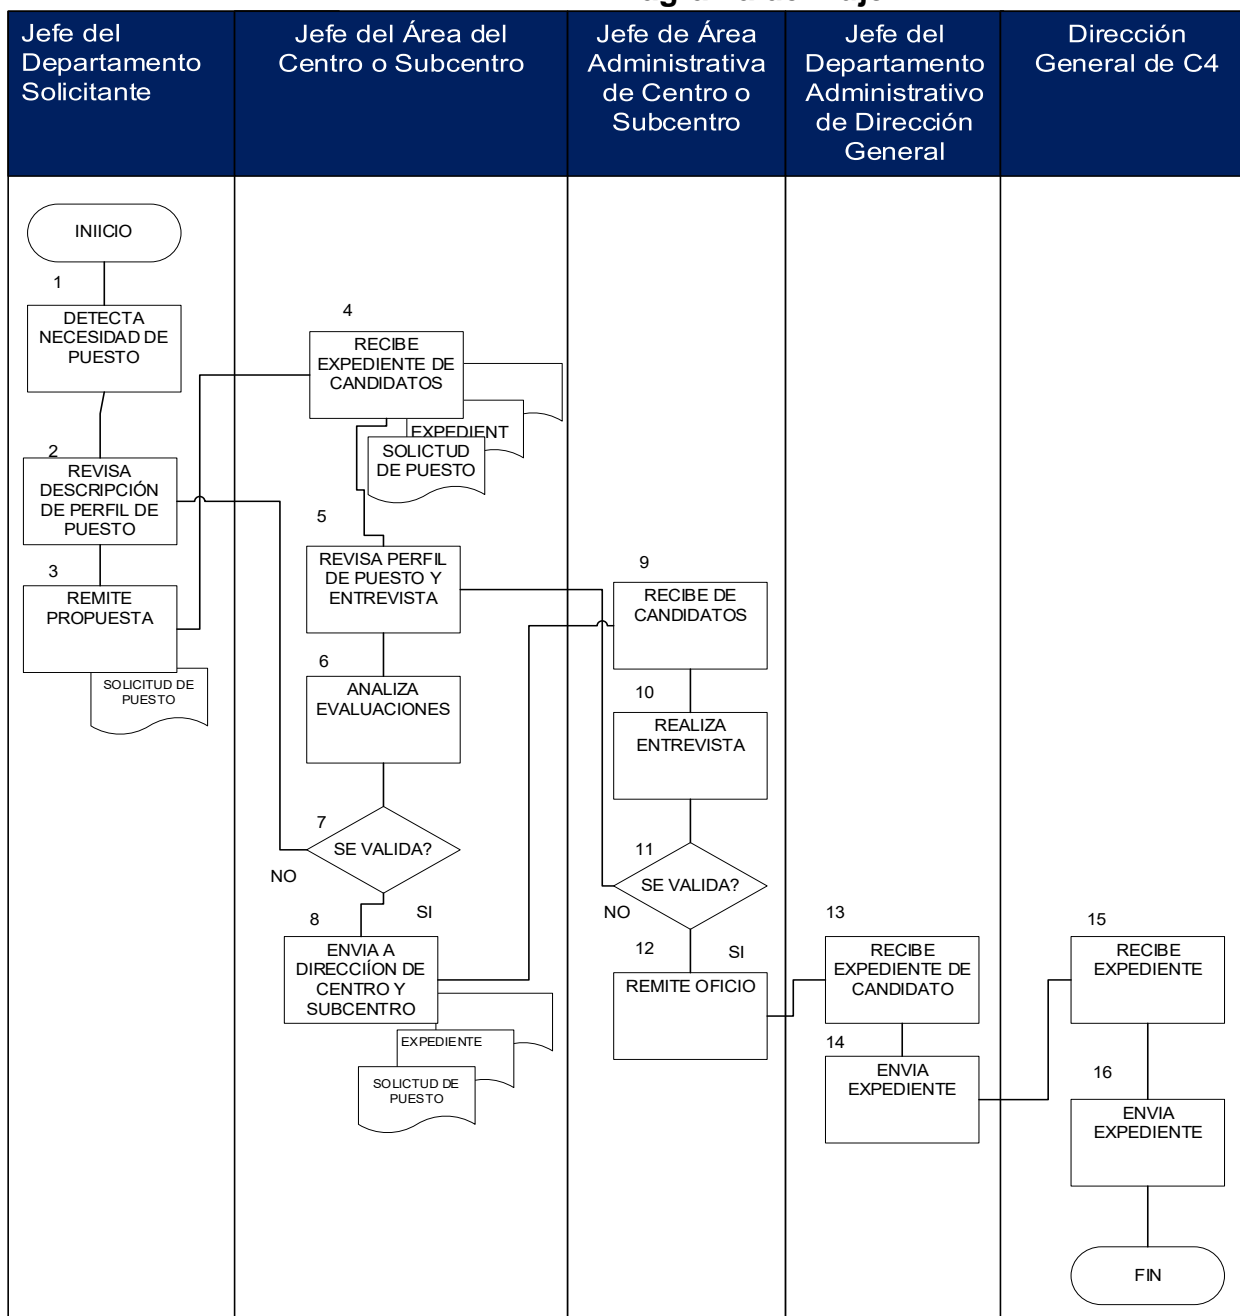 Jefe del
Departamento
Solicitante
Jefe del Área del
Centro o Subcentro
Jefe de Área
Administrativa
de Centro o
Subcentro
Jefe del
Departamento
Administrativo
de Dirección
General
Dirección
General de C4
INIICIO
1
DETECTA
NECESIDAD DE
PUESTO
2
REVISA
DESCRIPCIÓN
DE PERFIL DE
PUESTO
3
REMITE
PROPUESTA
SOLICITUD DE
PUESTO
4
RECIBE
EXPEDIENTE DE
CANDIDATOS
EXPEDIENT
SOLICTUD
DE PUESTO
5
REVISA PERFIL
DE PUESTO Y
ENTREVISTA
6
ANALIZA
EVALUACIONES
7
SE VALIDA?
NO
SI
8
ENVIA A
DIRECCIÍON DE
CENTRO Y
SUBCENTRO
EXPEDIENTE
SOLICTUD DE
PUESTO
9
RECIBE DE
CANDIDATOS
10
REALIZA
ENTREVISTA
11
SE VALIDA?
NO
SI
12
REMITE OFICIO
13
RECIBE
EXPEDIENTE DE
CANDIDATO
14
ENVIA
EXPEDIENTE
15
RECIBE
EXPEDIENTE
16
ENVIA
EXPEDIENTE
FIN